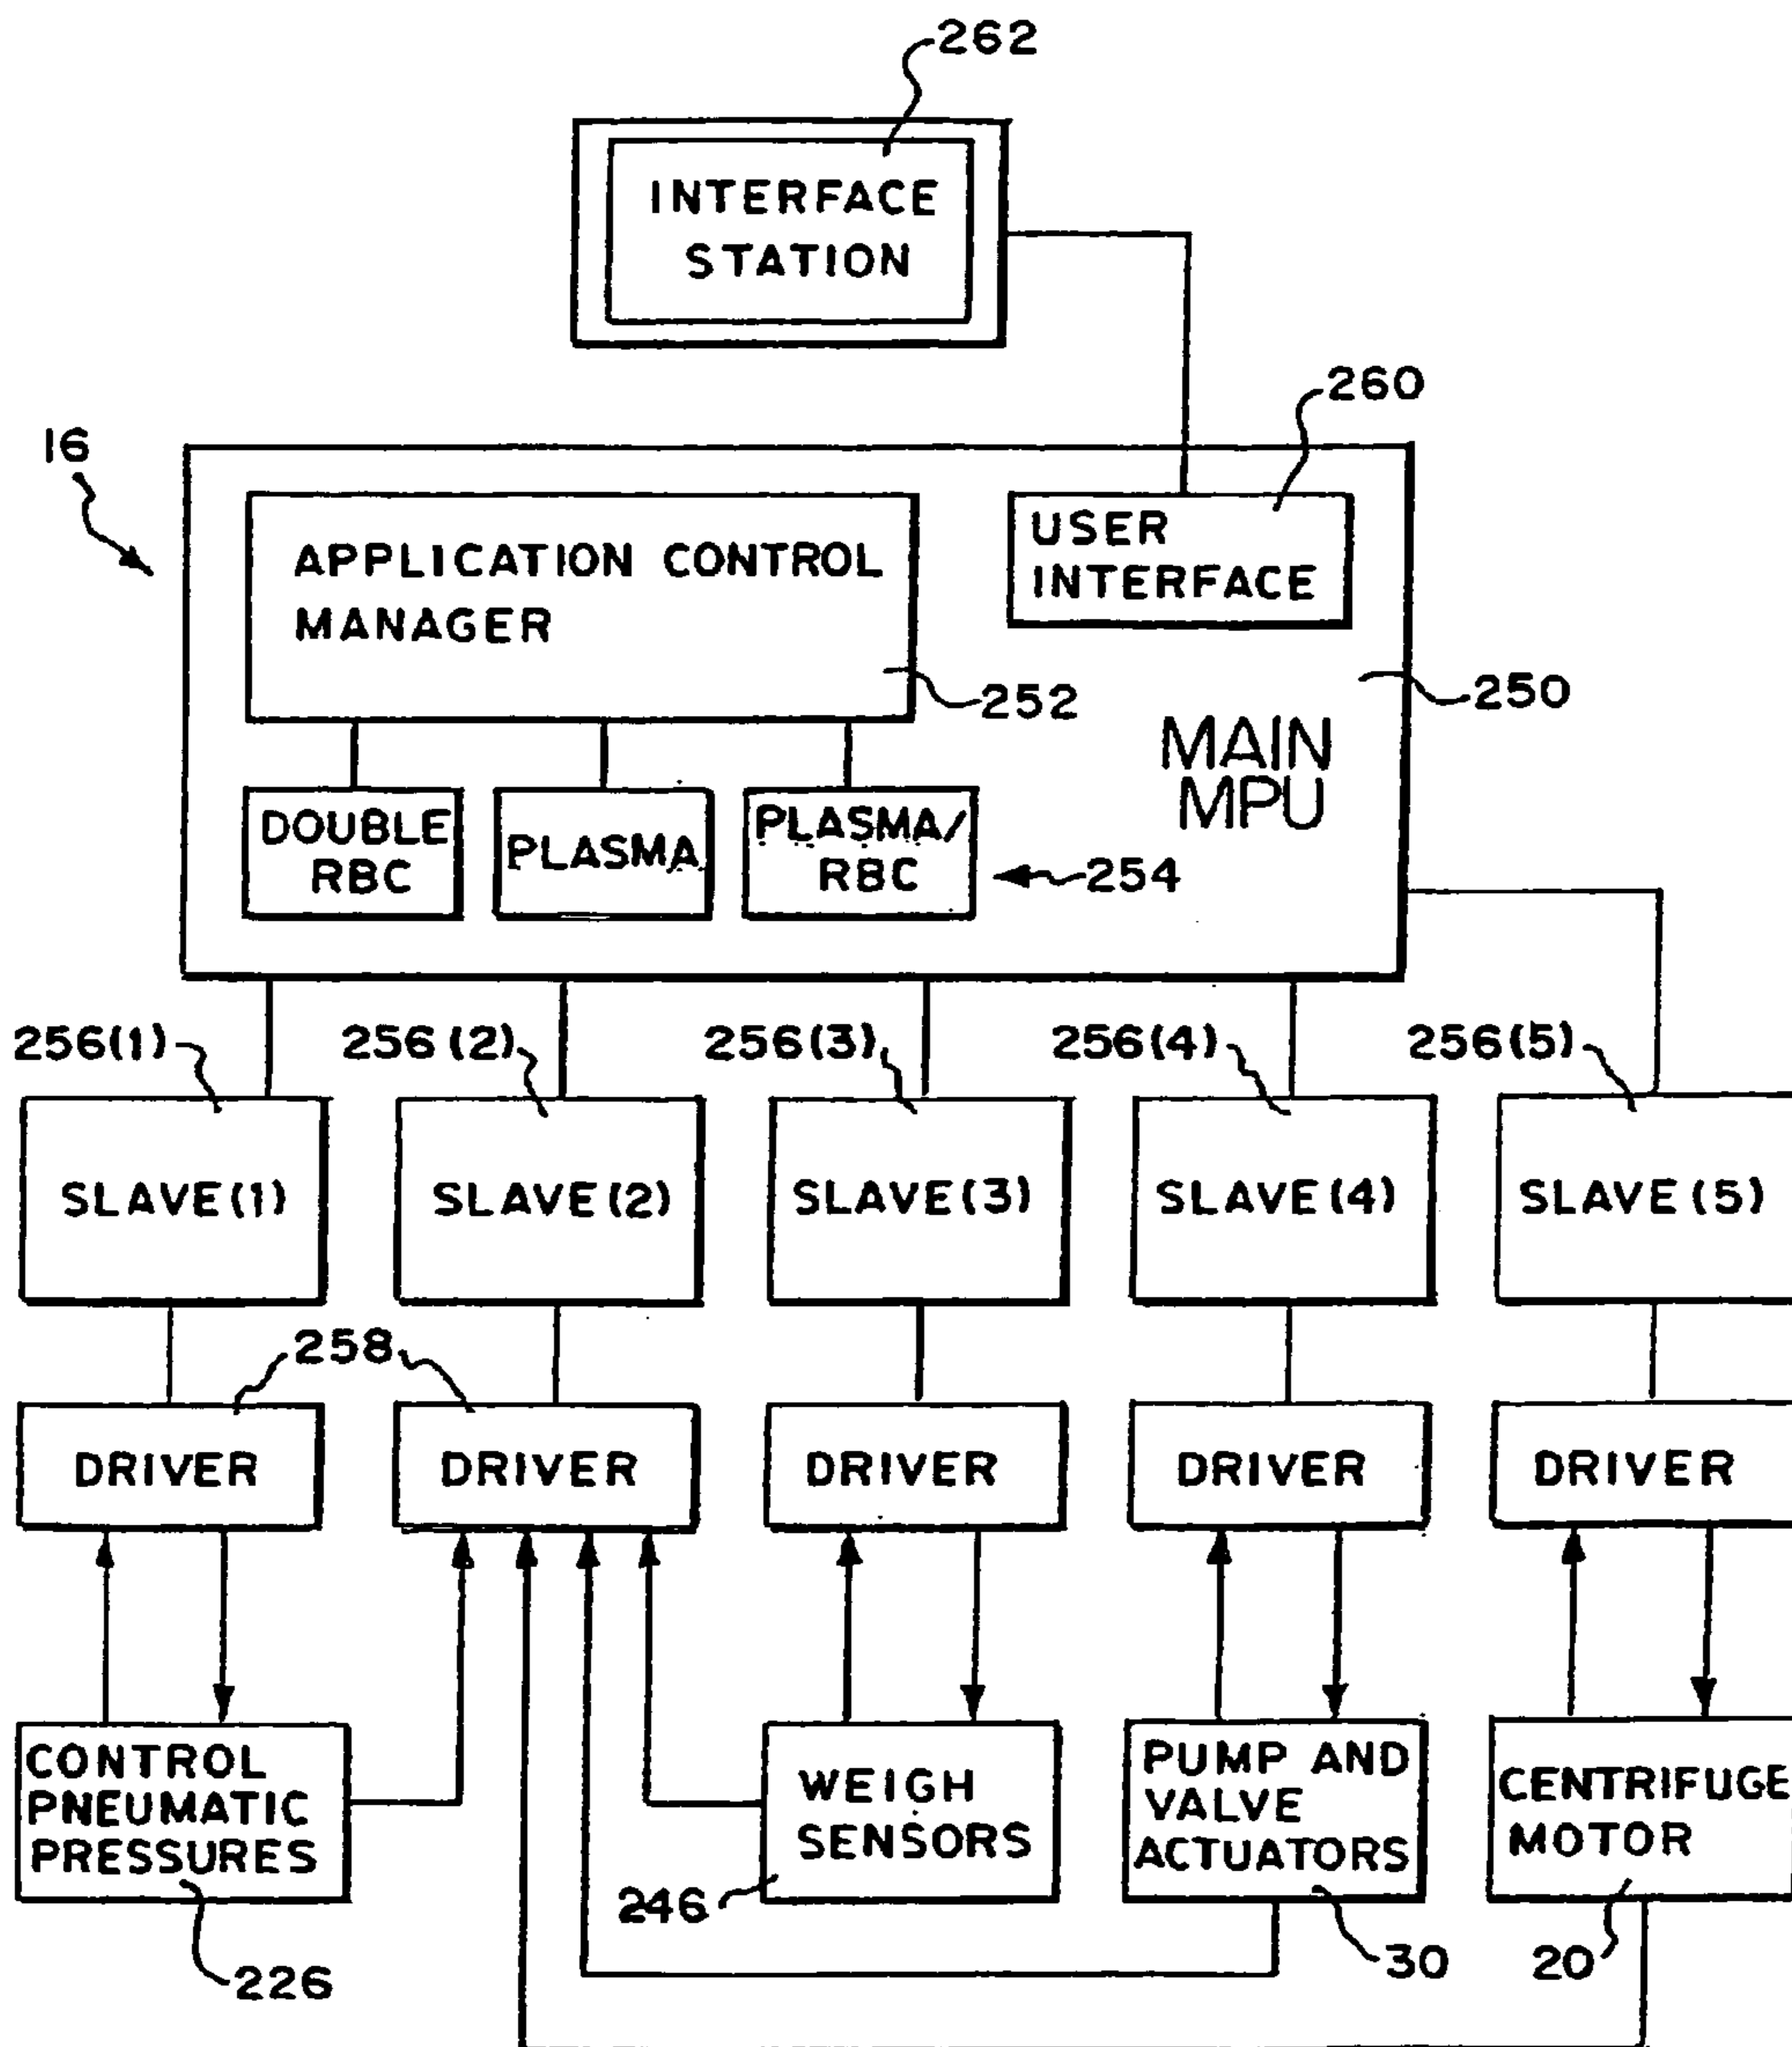 262
INTERFACE
STATION
260
16
USER
INTERFACE
APPLICATION CONTROL
MANAGER
252
250
MAIN
MPU
DOUBLE
RBC
PLASMA
PLASMA/
RBC
254
256(1)
256(2)
256(3)
256(4)
256(5)
SLAVE(1)
SLAVE(2)
SLAVE(3)
SLAVE(4)
SLAVE(5)
258
DRIVER
DRIVER
DRIVER
DRIVER
DRIVER
CONTROL
PNEUMATIC
PRESSURES
WEIGH
SENSORS
PUMP AND
VALVE
ACTUATORS
CENTRIFUGE
MOTOR
226
246
30
20